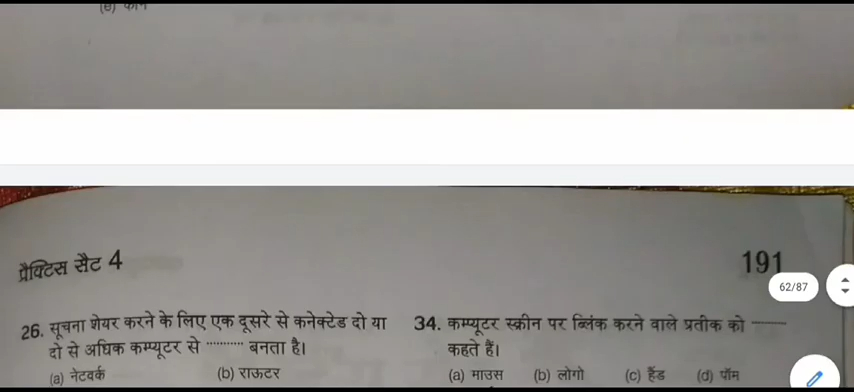 (e) कोन
प्रैक्टिस सैट 4
191
62/87
26. सूचना शेयर करने के लिए एक दूसरे से कनेक्टेड दो या
दो से अधिक कम्प्यूटर से ........... बनता है।
(a) नेटवर्क (b) राऊटर
34. कम्प्यूटर स्क्रीन पर ब्लिंक करने वाले प्रतीक को ...........
कहते हैं।
(a) माउस (b) लोगो (c) हैंड (d) पॉम